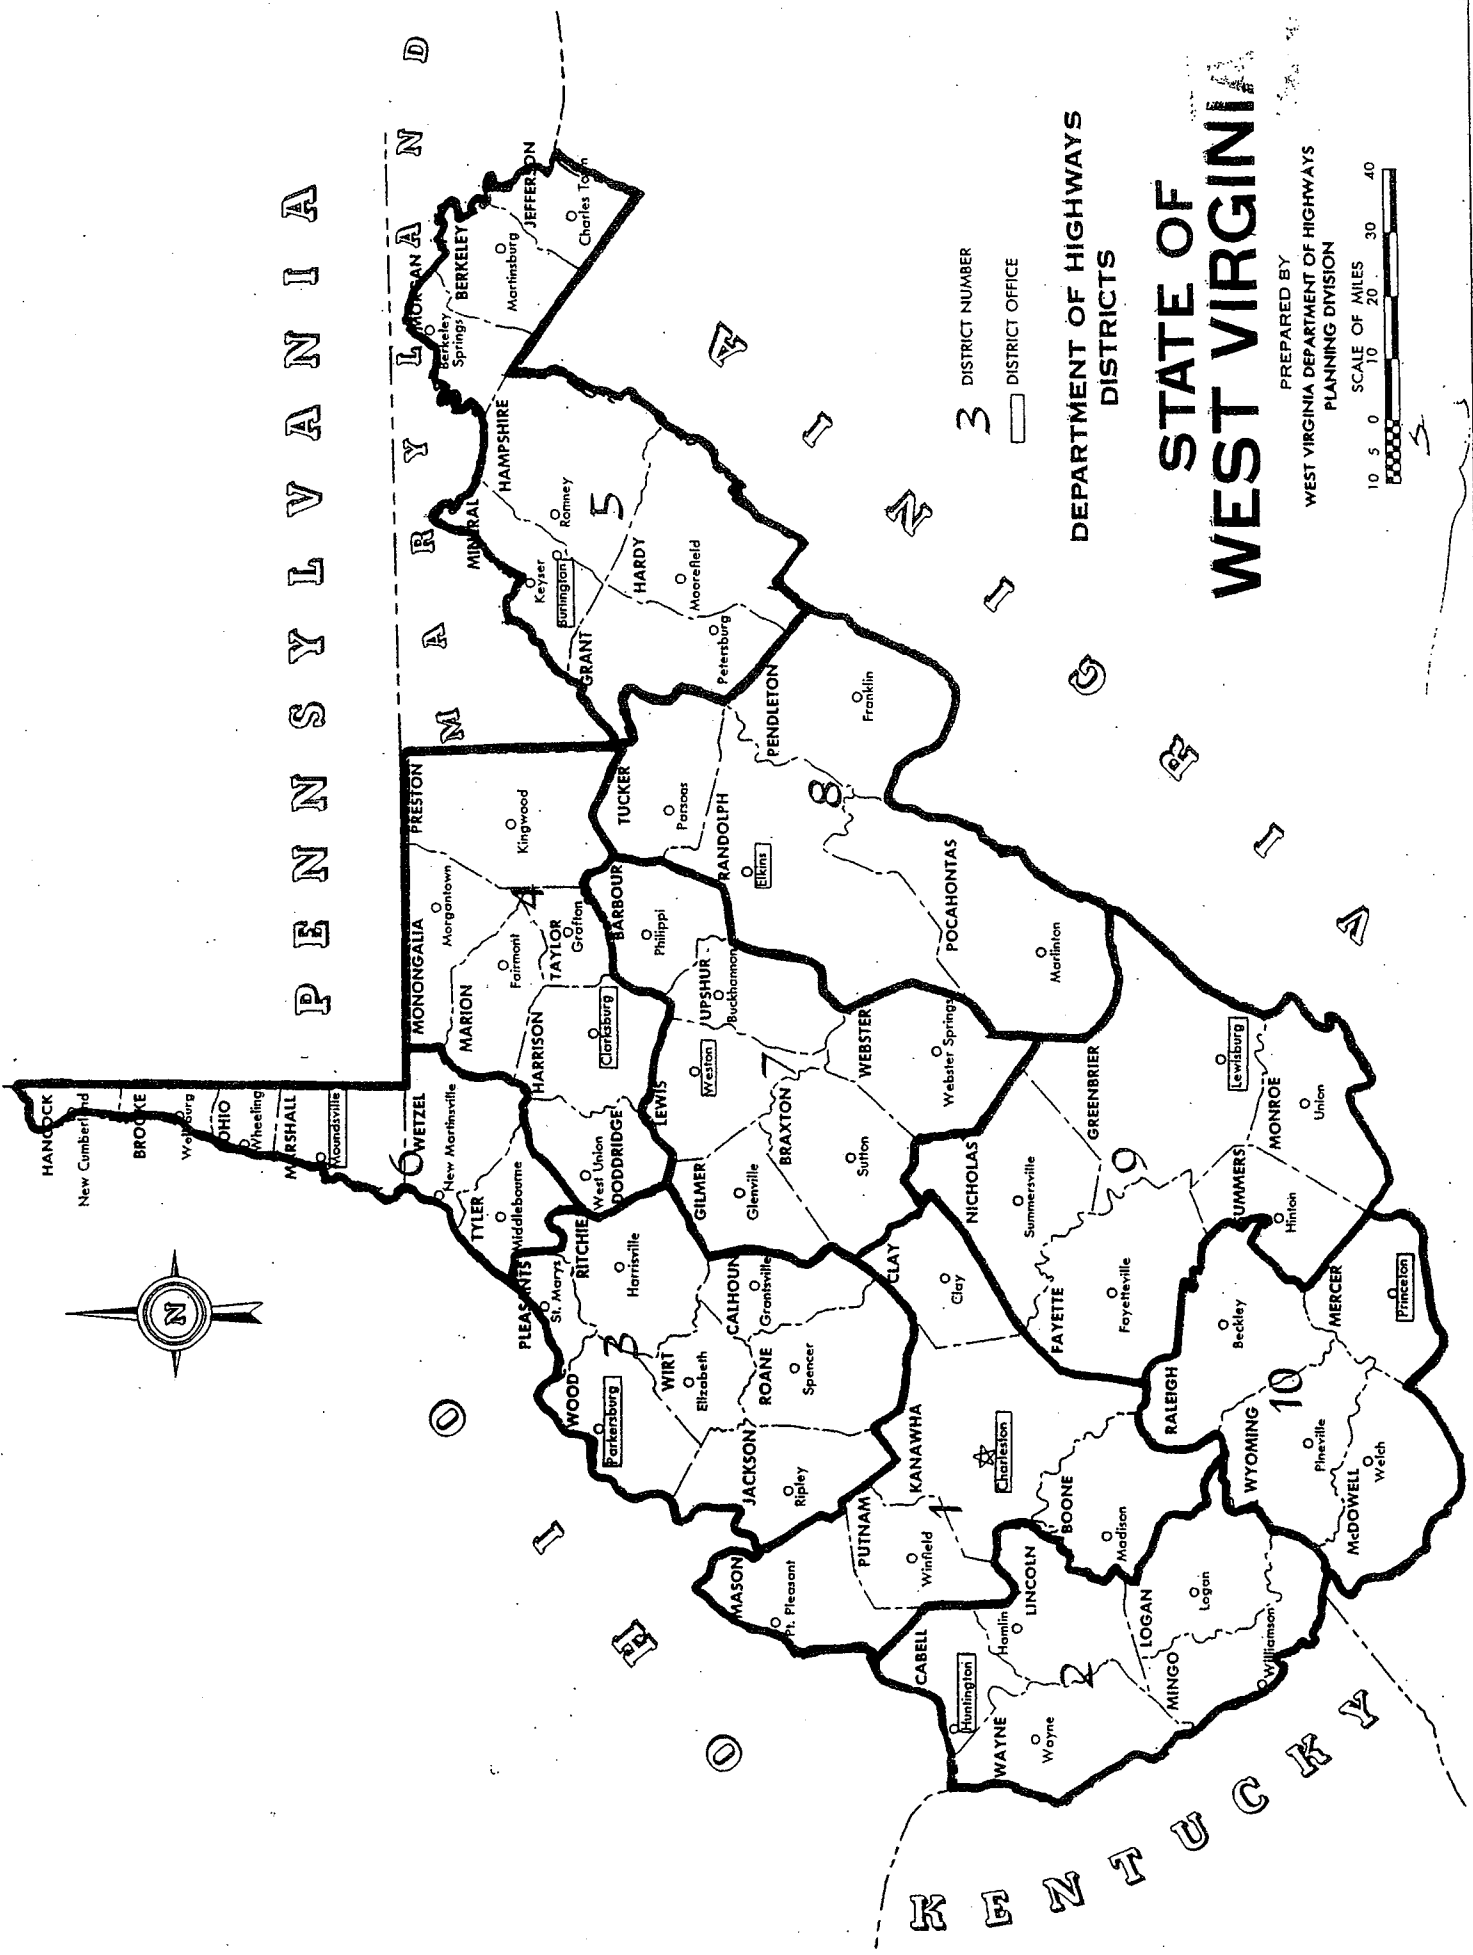 PENNSYLVANIA
MARYLAND
OHIO
KENTUCKY
VIRGINIA
N
HANCOCK
New Cumberland
BROOKE
Wellsburg
OHIO
Wheeling
MARSHALL
Moundsville
6
WETZEL
New Martinsville
TYLER
Middlebourne
MONONGALIA
Morgantown
MARION
Fairmont
PRESTON
Kingwood
4
TAYLOR
Grafton
HARRISON
Clarksburg
DODDRIDGE
West Union
PLEASANTS
St. Marys
RITCHIE
Harrisville
WOOD
Parkersburg
3
WIRT
Elizabeth
CALHOUN
Grantsville
ROANE
Spencer
JACKSON
Ripley
BARBOUR
Philippi
UPSHUR
Buckhannon
LEWIS
Weston
7
GILMER
Glenville
BRAXTON
Sutton
WEBSTER
Webster Springs
TUCKER
Parsons
RANDOLPH
Elkins
8
PENDLETON
Franklin
POCAHONTAS
Marlinton
MINERAL
Keyser
Burlington
HAMPSHIRE
Romney
5
GRANT
Petersburg
HARDY
Moorefield
MORGAN
Berkeley
Springs
BERKELEY
Martinsburg
JEFFERSON
Charles Town
MASON
Pt. Pleasant
PUTNAM
Winfield
1
KANAWHA
Charleston
CLAY
Clay
BOONE
Madison
CABELL
Huntington
LINCOLN
Hamlin
2
WAYNE
Wayne
LOGAN
Logan
MINGO
Williamson
NICHOLAS
Summersville
GREENBRIER
Lewisburg
9
FAYETTE
Fayetteville
SUMMERS
Hinton
MONROE
Union
RALEIGH
Beckley
10
WYOMING
Pineville
McDOWELL
Welch
MERCER
Princeton
3 DISTRICT NUMBER
DISTRICT OFFICE
DEPARTMENT OF HIGHWAYS
DISTRICTS
STATE OF
WEST VIRGINIA
PREPARED BY
WEST VIRGINIA DEPARTMENT OF HIGHWAYS
PLANNING DIVISION
SCALE OF MILES
10 5 0 10 20 30 40